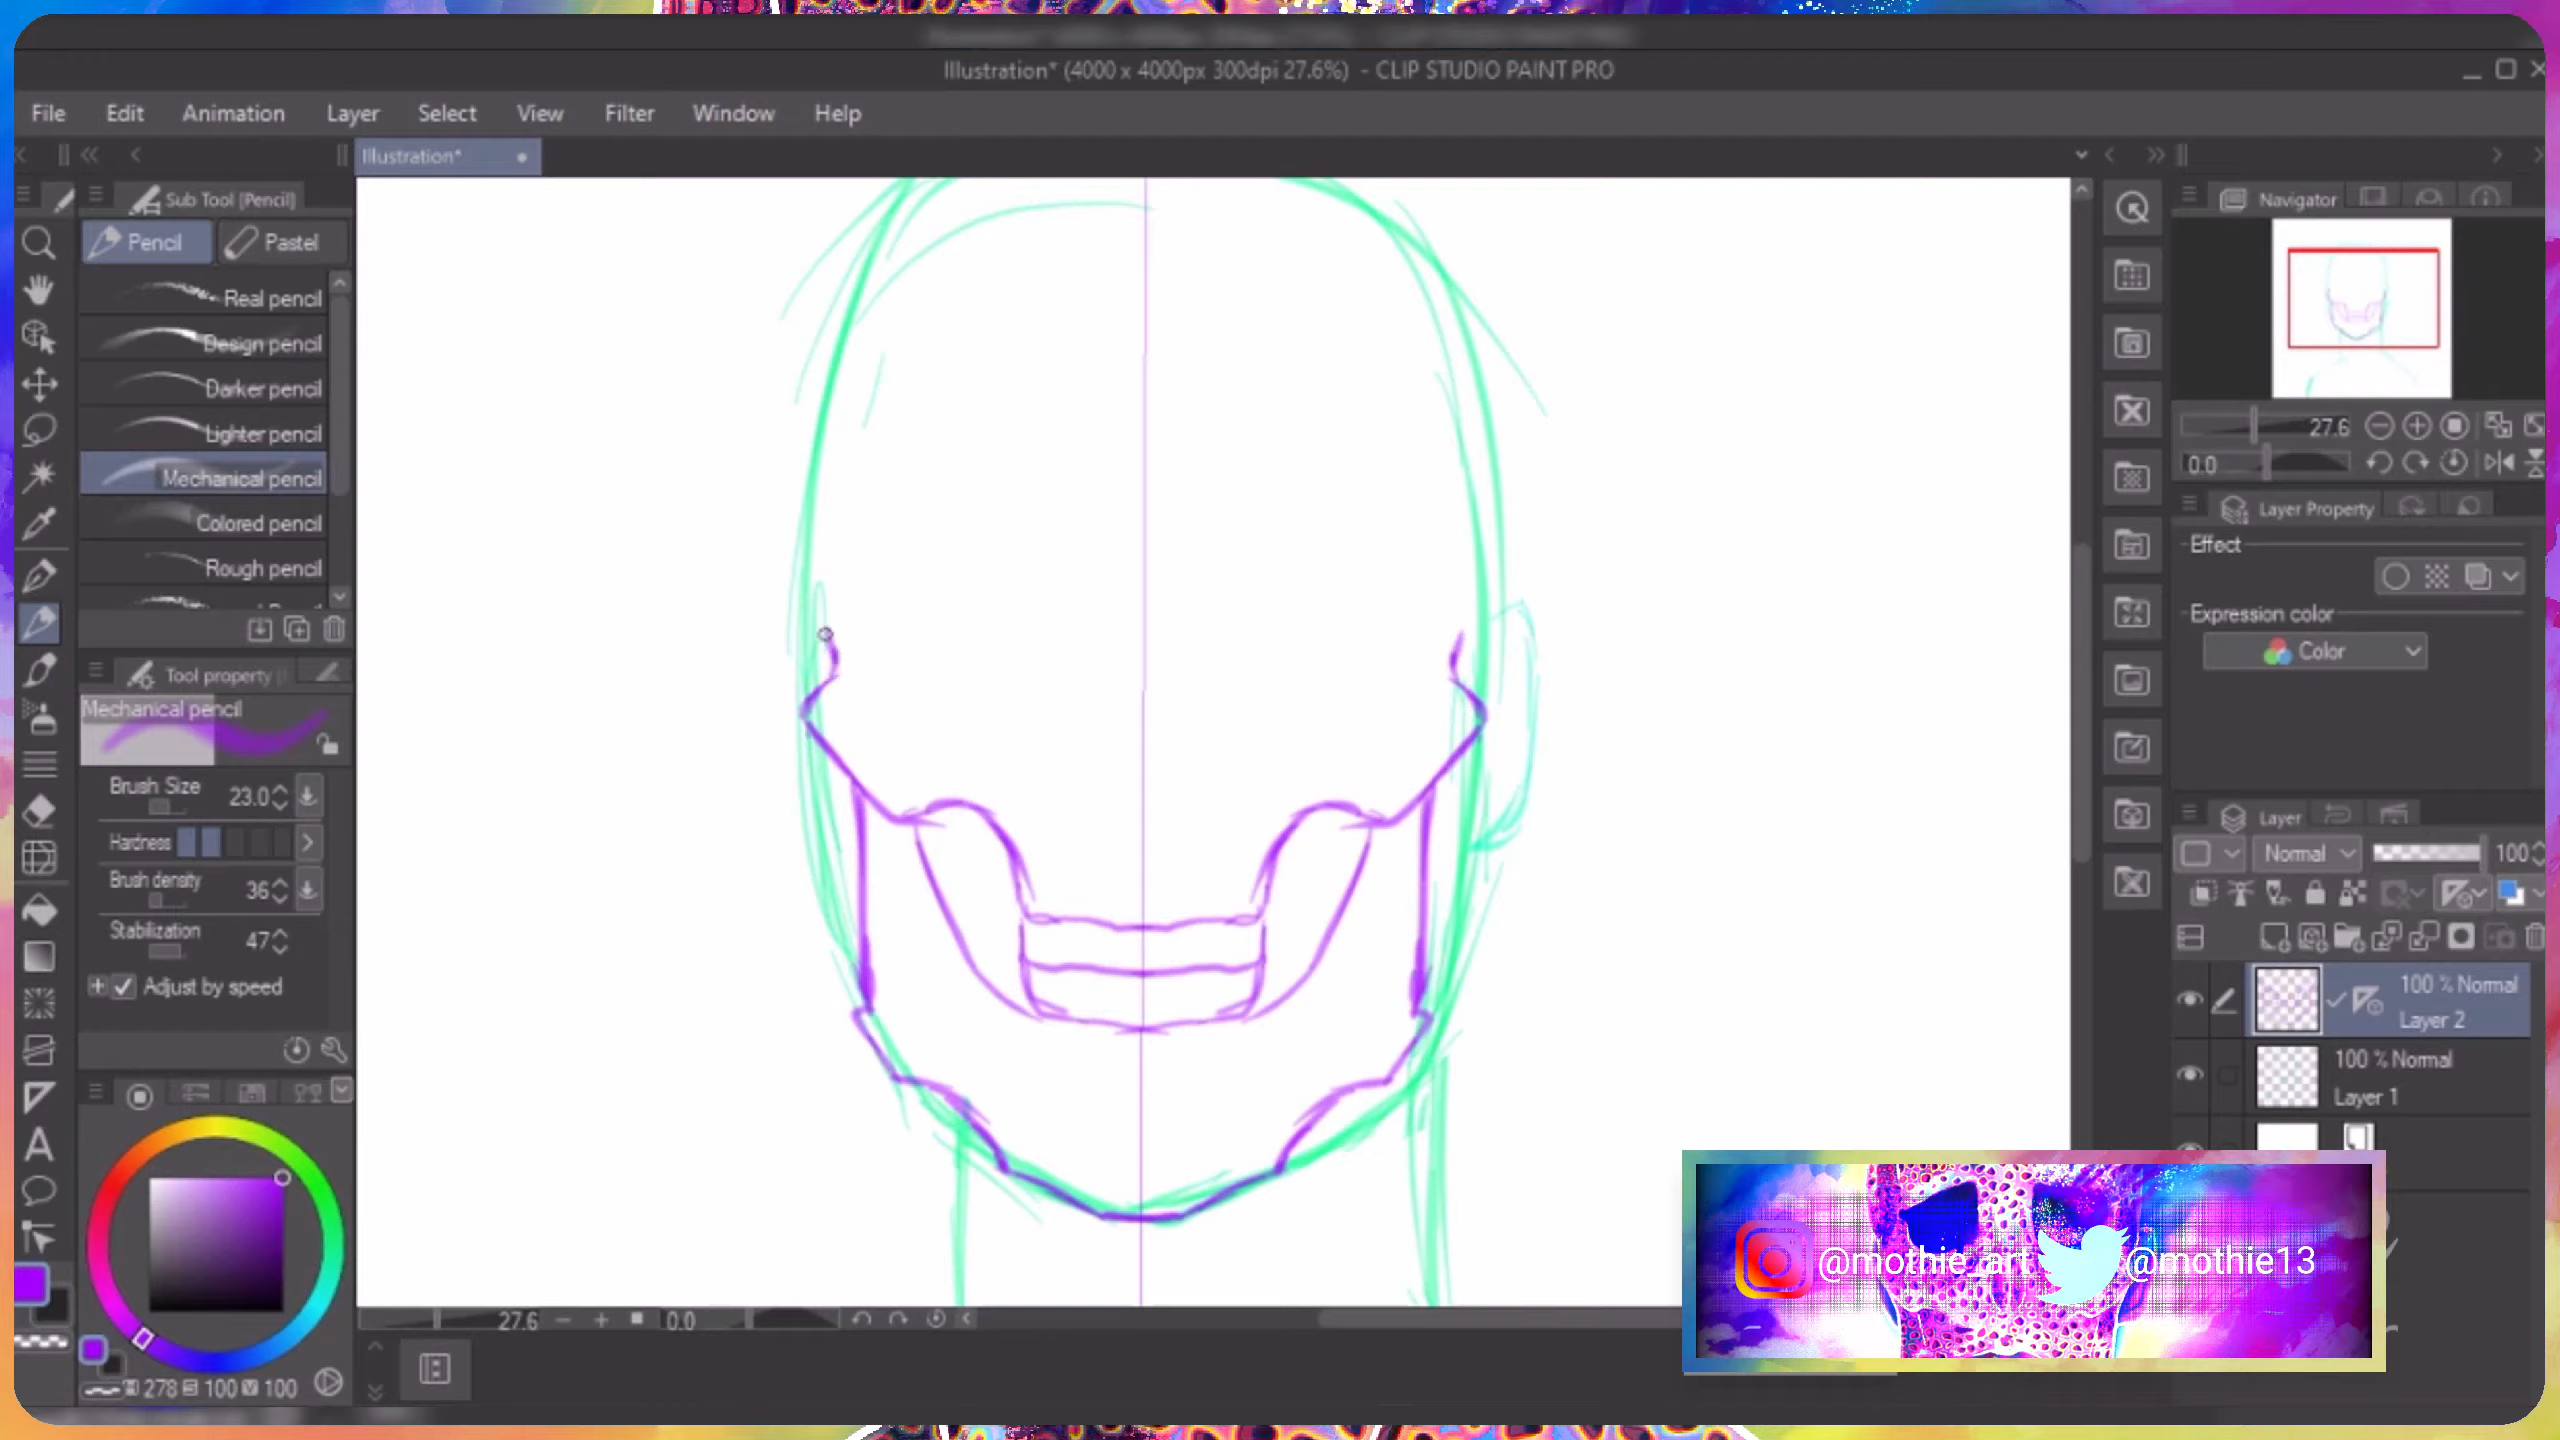 Illustration* (4000 x 4000px 300dpi 27.6%) - CLIP STUDIO PAINT PRO
File Edit Animation Layer Select View Filter Window Help
Illustration*
Sub Tool [Pencil]
Pencil Pastel
Real pencil
Design pencil
Darker pencil
Lighter pencil
Mechanical pencil
Colored pencil
Rough pencil
Tool property
Mechanical pencil
Brush Size 23.0
Hardness
Brush density 36
Stabilization 47
Adjust by speed
278 S 100 V 100
27.6 0.0
Navigator
27.6
0.0
Layer Property
Effect
Expression color
Color
Layer
Normal 100
100 % Normal
Layer 2
100 % Normal
Layer 1
@mothie_art @mothie13